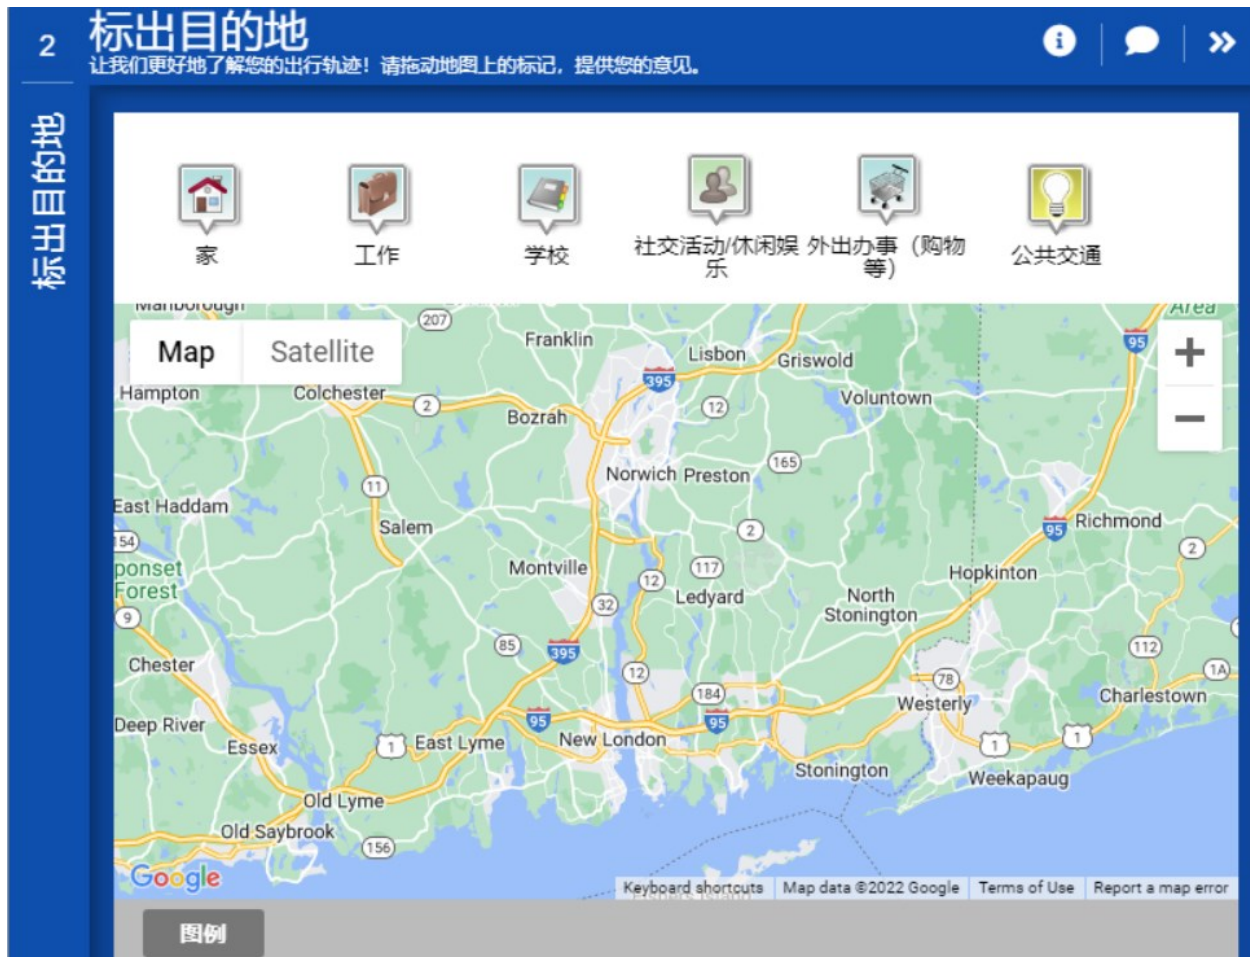 2
标出目的地
让我们更好地了解您的出行轨迹！请拖动地图上的标记，提供您的意见。
标出目的地
家
工作
学校
社交活动/休闲娱
乐
外出办事（购物
等）
公共交通
Marlborough
207
Area
Map
Satellite
Franklin
Lisbon
Griswold
95
395
Hampton
Colchester
2
Bozrah
12
Voluntown
Norwich
Preston
165
11
East Haddam
Salem
2
95
Richmond
154
2
ponset
Forest
Montville
12
117
Ledyard
Hopkinton
North
Stonington
9
32
85
395
112
Chester
12
1A
184
78
Westerly
Charlestown
Deep River
Essex
1
East Lyme
95
New London
95
1
1
Stonington
Weekapaug
Old Lyme
Old Saybrook
156
Google
Keyboard shortcuts
Map data ©2022 Google
Terms of Use
Report a map error
图例